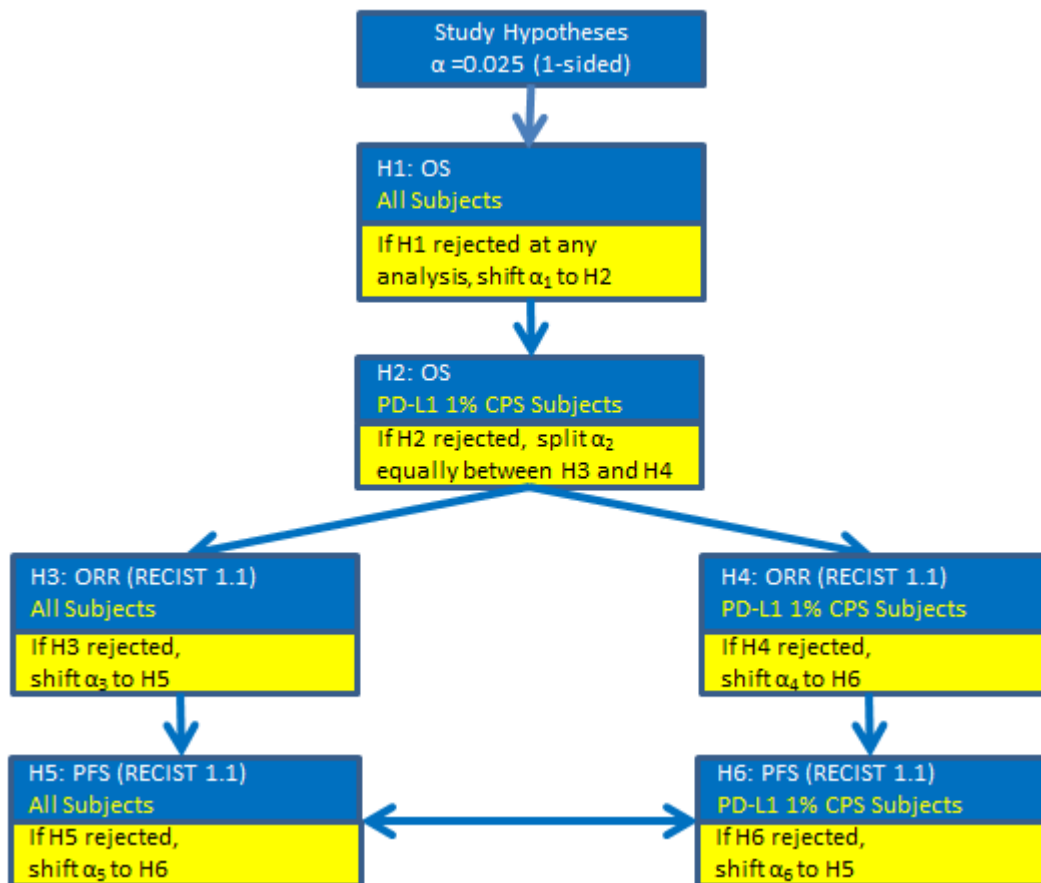 Study Hypotheses
α =0.025 (1-sided)
H1: OS
All Subjects
If H1 rejected at any
analysis, shift α₁ to H2
H2: OS
PD-L1 1% CPS Subjects
If H2 rejected, split α₂
equally between H3 and H4
H3: ORR (RECIST 1.1)
All Subjects
If H3 rejected,
shift α₃ to H5
H4: ORR (RECIST 1.1)
PD-L1 1% CPS Subjects
If H4 rejected,
shift α₄ to H6
H5: PFS (RECIST 1.1)
All Subjects
If H5 rejected,
shift α₅ to H6
H6: PFS (RECIST 1.1)
PD-L1 1% CPS Subjects
If H6 rejected,
shift α₆ to H5